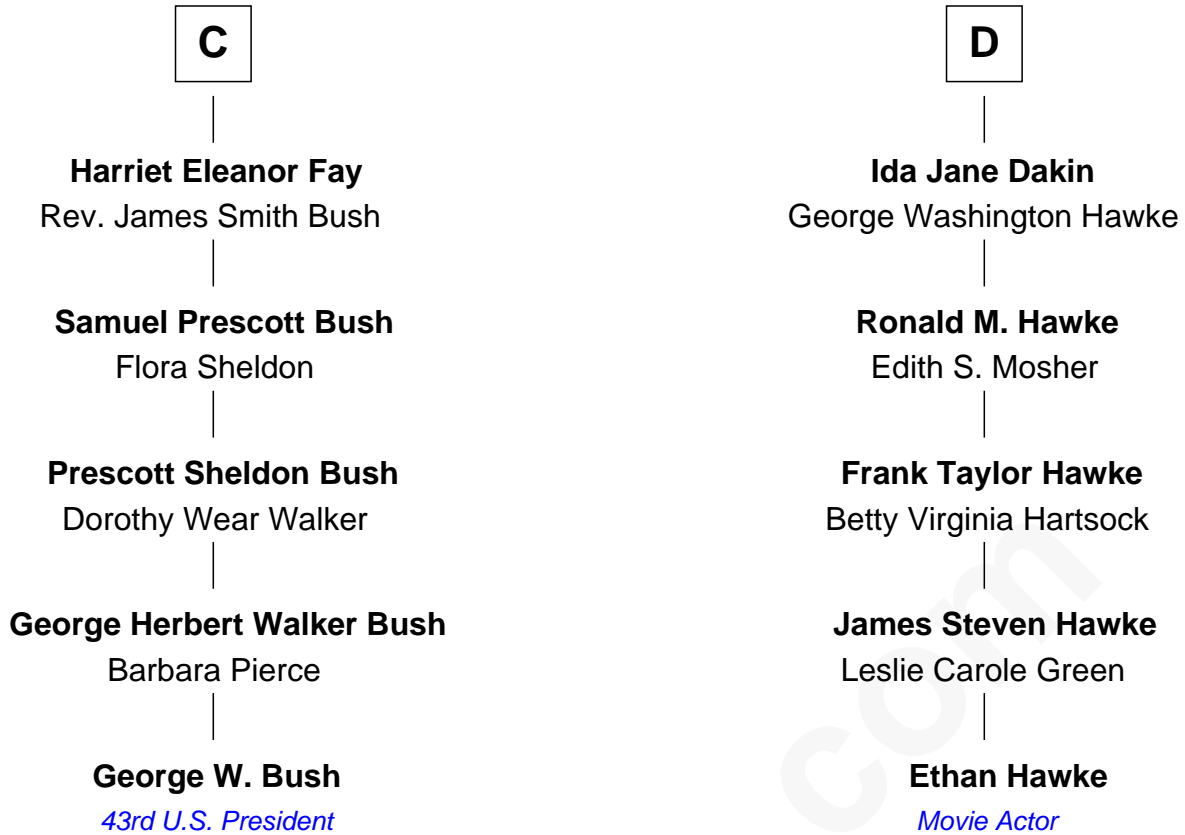 C
Harriet Eleanor Fay
Rev. James Smith Bush
Samuel Prescott Bush
Flora Sheldon
Prescott Sheldon Bush
Dorothy Wear Walker
George Herbert Walker Bush
Barbara Pierce
George W. Bush
43rd U.S. President
D
Ida Jane Dakin
George Washington Hawke
Ronald M. Hawke
Edith S. Mosher
Frank Taylor Hawke
Betty Virginia Hartsock
James Steven Hawke
Leslie Carole Green
Ethan Hawke
Movie Actor
com